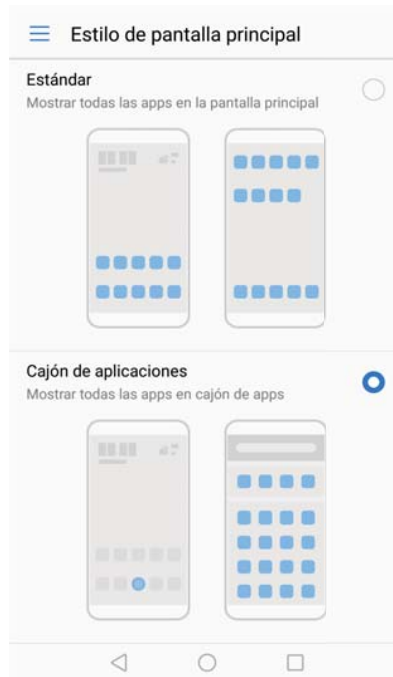 Estilo de pantalla principal
Estándar
Mostrar todas las apps en la pantalla principal
Cajón de aplicaciones
Mostrar todas las apps en cajón de apps